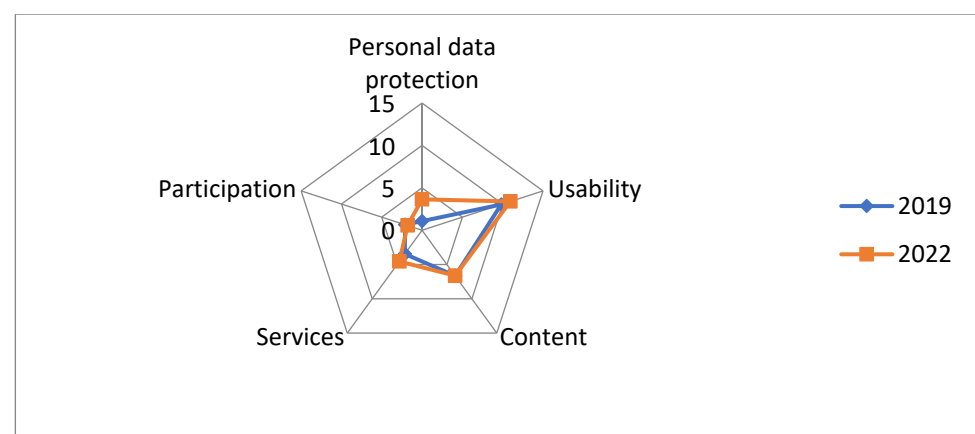 Personal data
protection
15
10
5
0
Participation
Usability
Services
Content
2019
2022